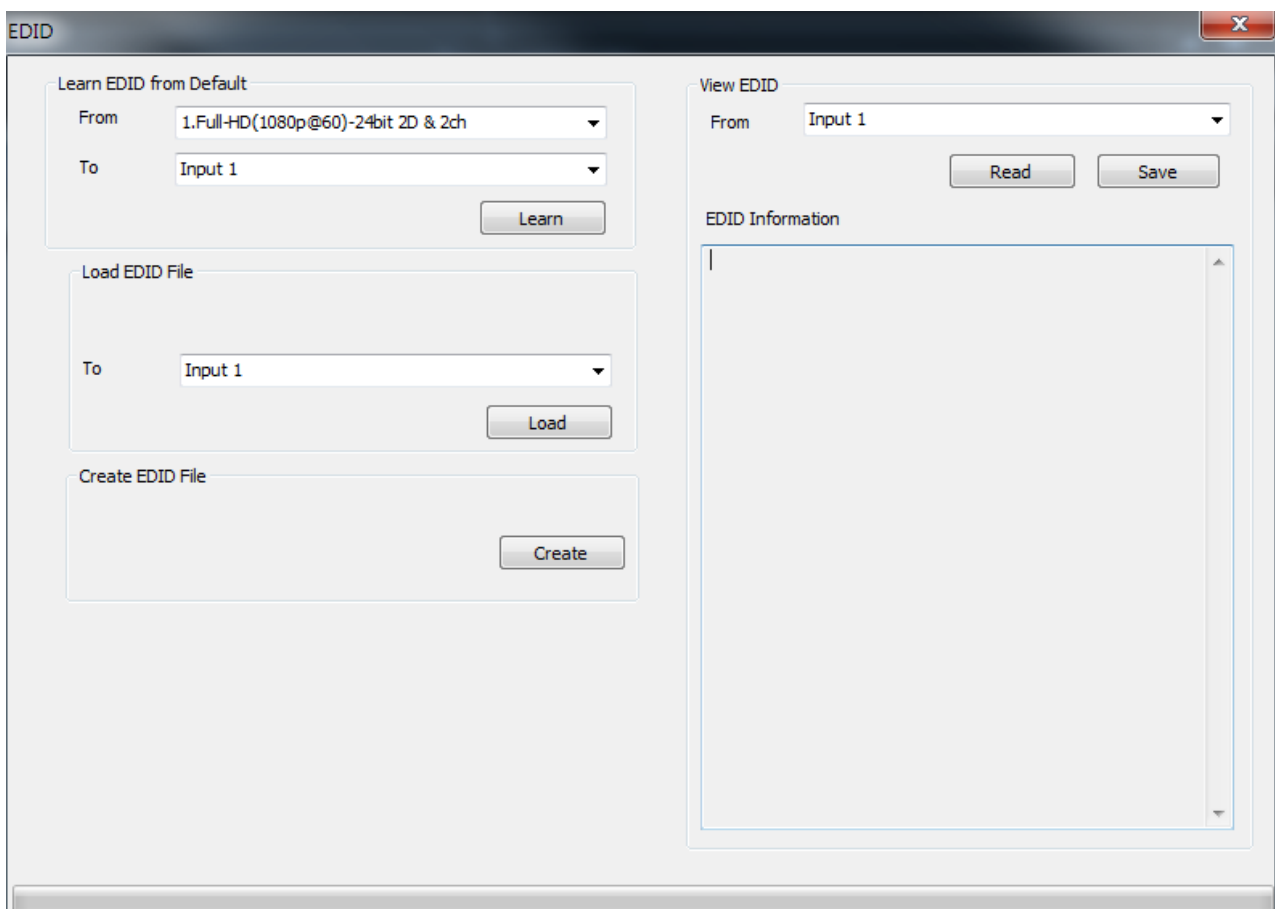 EDID
x
Learn EDID from Default
From 1.Full-HD(1080p@60)-24bit 2D & 2ch
To Input 1
Learn
Load EDID File
To Input 1
Load
Create EDID File
Create
View EDID
From Input 1
Read Save
EDID Information